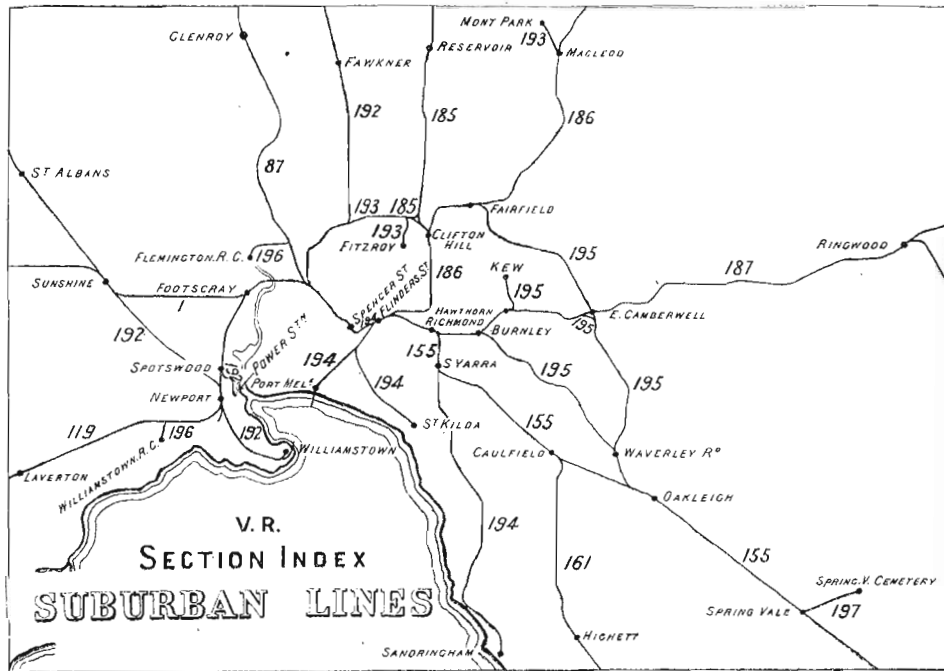 MONT PARK
193
GLENROY
RESERVOIR
MACLEOD
FAWKNER
192
185
186
87
ST ALBANS
193
185
FAIRFIELD
193
FITZROY
CLIFTON
HILL
FLEMINGTON.R.C.
196
195
RINGWOOD
187
KEW
186
195
SUNSHINE
FOOTSCRAY
1
SPENCER ST
194
FLINDERS.ST
HAWTHORN
RICHMOND
BURNLEY
E. CAMBERWELL
195
192
POWER STN
155
S YARRA
SPOTSWOOD
191
194
PORT MELB
194
195
195
NEWPORT
119
196
192
ST KILDA
155
WILLIAMSTOWN
CAULFIELD
WAVERLEY RD
LAVERTON
WILLIAMSTOWN.R.C.
OAKLEIGH
194
161
155
V.R.
SECTION INDEX
SUBURBAN LINES
SPRING.V. CEMETERY
SPRING VALE
197
HIGHETT
SANDRINGHAM